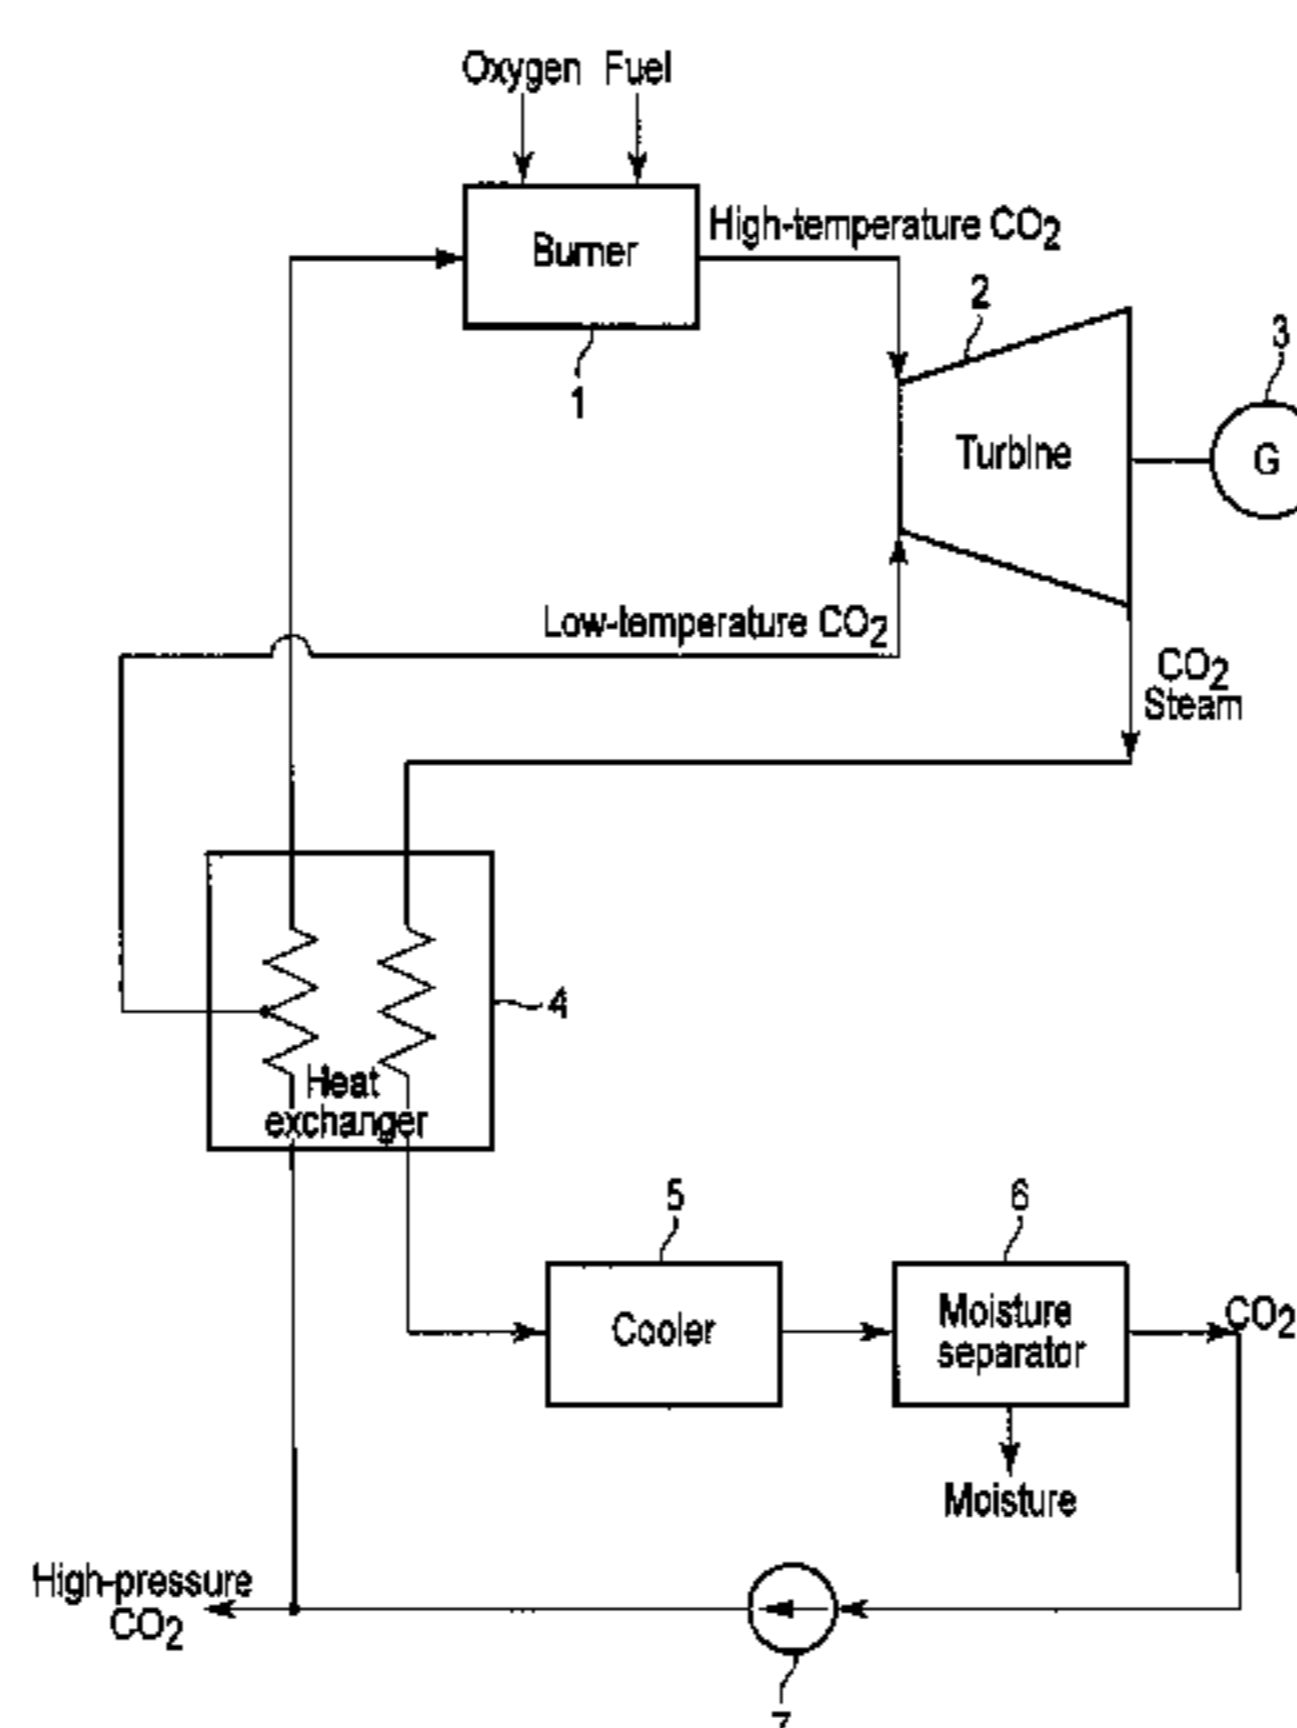 Oxygen Fuel
Burner
High-temperature CO2
1
2
3
Turbine
G
Low-temperature CO2
CO2
Steam
4
Heat
exchanger
5
6
Cooler
Moisture
separator
CO2
Moisture
High-pressure
CO2
7